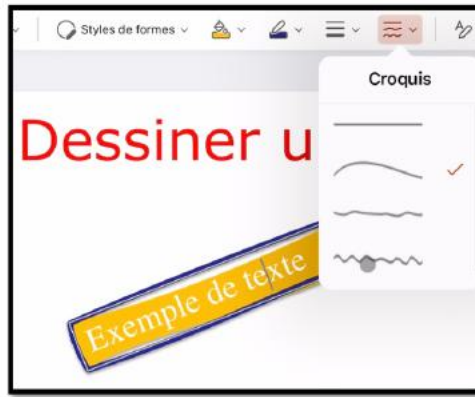 Styles de formes
Croquis
Dessiner u
Exemple de texte